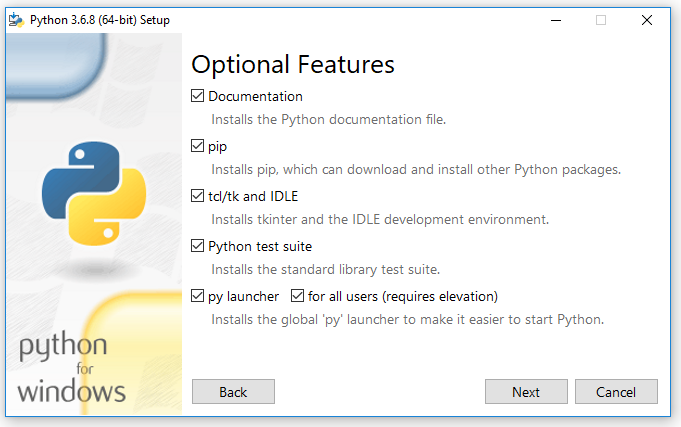 Python 3.6.8 (64-bit) Setup
Optional Features
Documentation
Installs the Python documentation file.
pip
Installs pip, which can download and install other Python packages.
tcl/tk and IDLE
Installs tkinter and the IDLE development environment.
Python test suite
Installs the standard library test suite.
py launcher for all users (requires elevation)
Installs the global 'py' launcher to make it easier to start Python.
python
for
windows
Back Next Cancel